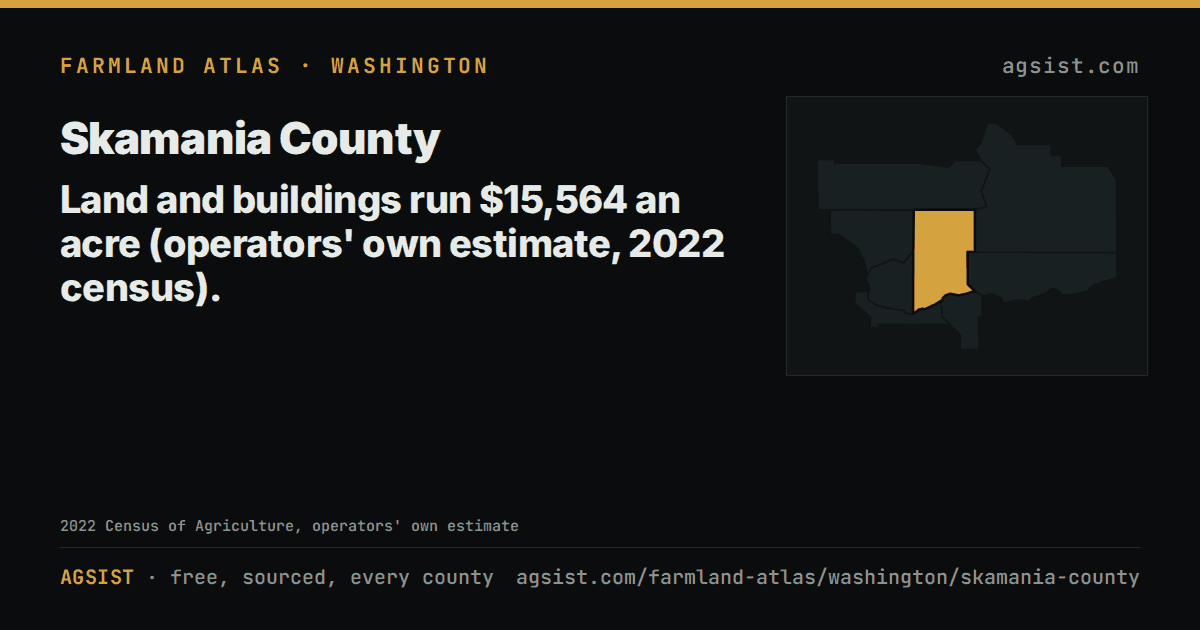 FARMLAND ATLAS · WASHINGTON
agsist.com
Skamania County
Land and buildings run $15,564 an
acre (operators' own estimate, 2022
census).
2022 Census of Agriculture, operators' own estimate
AGSIST · free, sourced, every county
agsist.com/farmland-atlas/washington/skamania-county